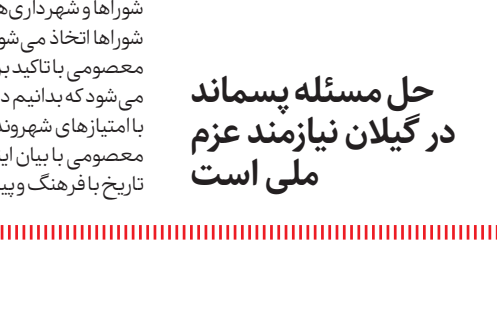 حل مسئله پسماند
در گیلان نیازمند عزم
ملی است
شوراها و شهرداری‌ها
شوراها اتخاذ می‌شو
معصومی با تاکید بر
می‌شود که بدانیم د
با امتیازهای شهروند
معصومی با بیان این
تاریخ با فرهنگ و پی